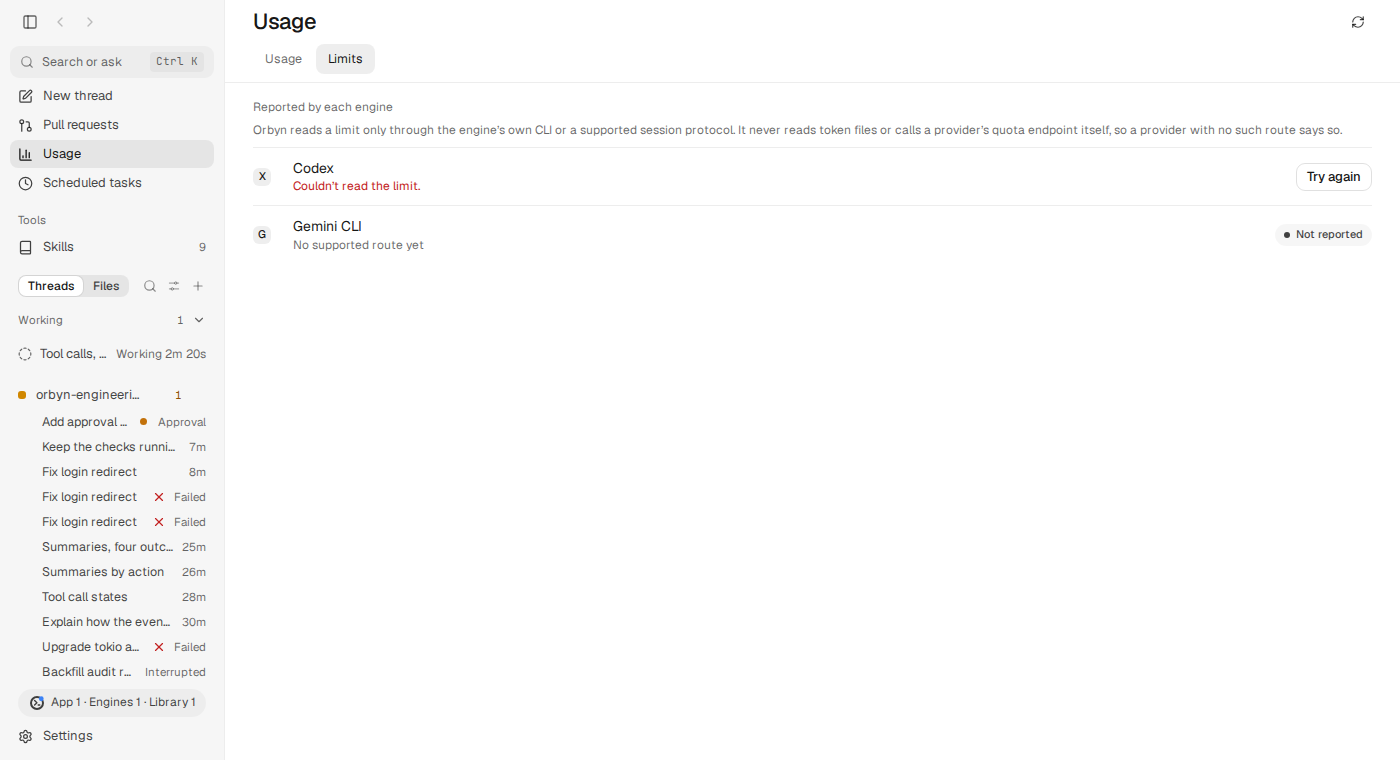 Search or ask Ctrl K
New thread
Pull requests
Usage
Scheduled tasks
Tools
Skills 9
Threads Files
Working 1
Tool calls, ... Working 2m 20s
orbyn-engineeri... 1
Add approval ... Approval
Keep the checks runni... 7m
Fix login redirect 8m
Fix login redirect Failed
Fix login redirect Failed
Summaries, four outc... 25m
Summaries by action 26m
Tool call states 28m
Explain how the even... 30m
Upgrade tokio a... Failed
Backfill audit r... Interrupted
App 1 · Engines 1 · Library 1
Settings
Usage
Usage Limits
Reported by each engine
Orbyn reads a limit only through the engine's own CLI or a supported session protocol. It never reads token files or calls a provider's quota endpoint itself, so a provider with no such route says so.
X Codex
Couldn't read the limit.
Try again
G Gemini CLI
No supported route yet
Not reported